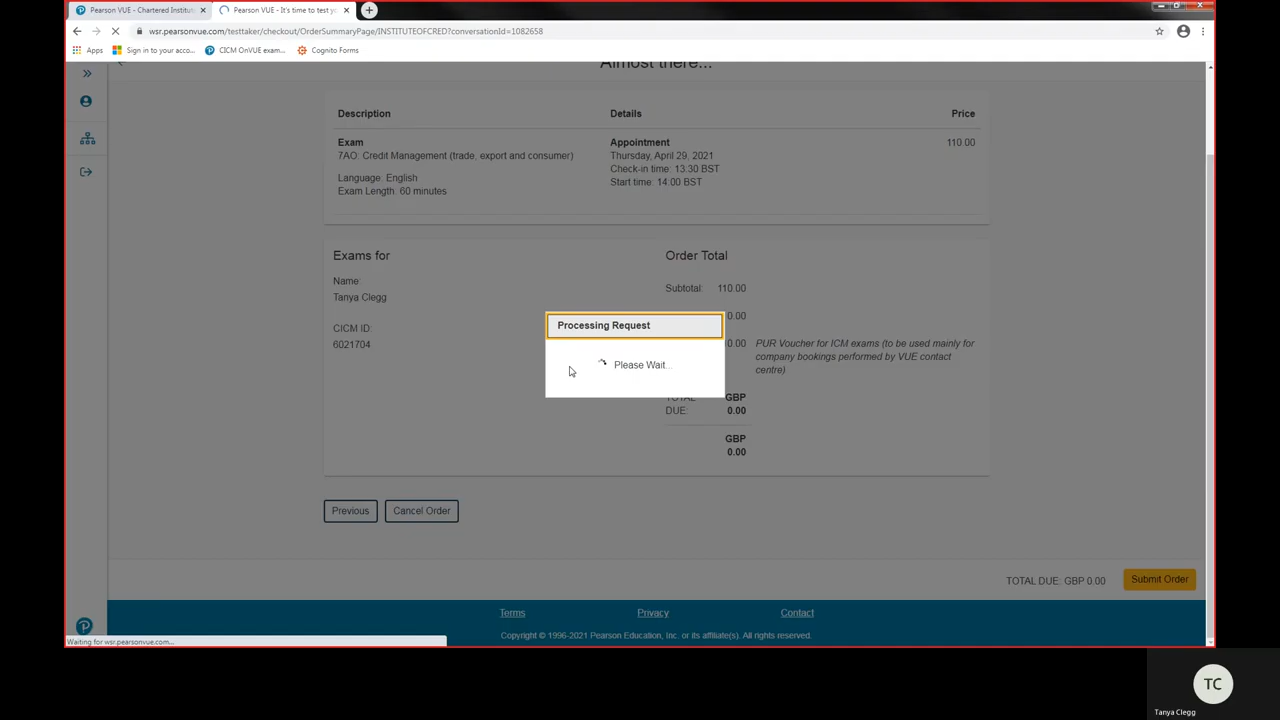 Pearson VUE - Chartered Institut
Pearson VUE - It's time to test yo
wsr.pearsonvue.com/testtaker/checkout/OrderSummaryPage/INSTITUTEOFCRED?conversationId=1082658
Apps
Sign in to your acco...
CICM OnVUE exam...
Cognito Forms
Almost there...
Description
Details
Price
Exam
7AO: Credit Management (trade, export and consumer)
Language: English
Exam Length: 60 minutes
Appointment
Thursday, April 29, 2021
Check-in time: 13:30 BST
Start time: 14:00 BST
110.00
Exams for
Name:
Tanya Clegg
CICM ID:
6021704
Order Total
Subtotal: 110.00
0.00
0.00
PUR Voucher for ICM exams (to be used mainly for
company bookings performed by VUE contact
centre)
TOTAL GBP
DUE: 0.00
GBP
0.00
Processing Request
Please Wait...
Previous
Cancel Order
TOTAL DUE: GBP 0.00
Submit Order
Terms
Privacy
Contact
Copyright © 1996-2021 Pearson Education, Inc. or its affiliate(s). All rights reserved.
Waiting for wsr.pearsonvue.com...
TC
Tanya Clegg